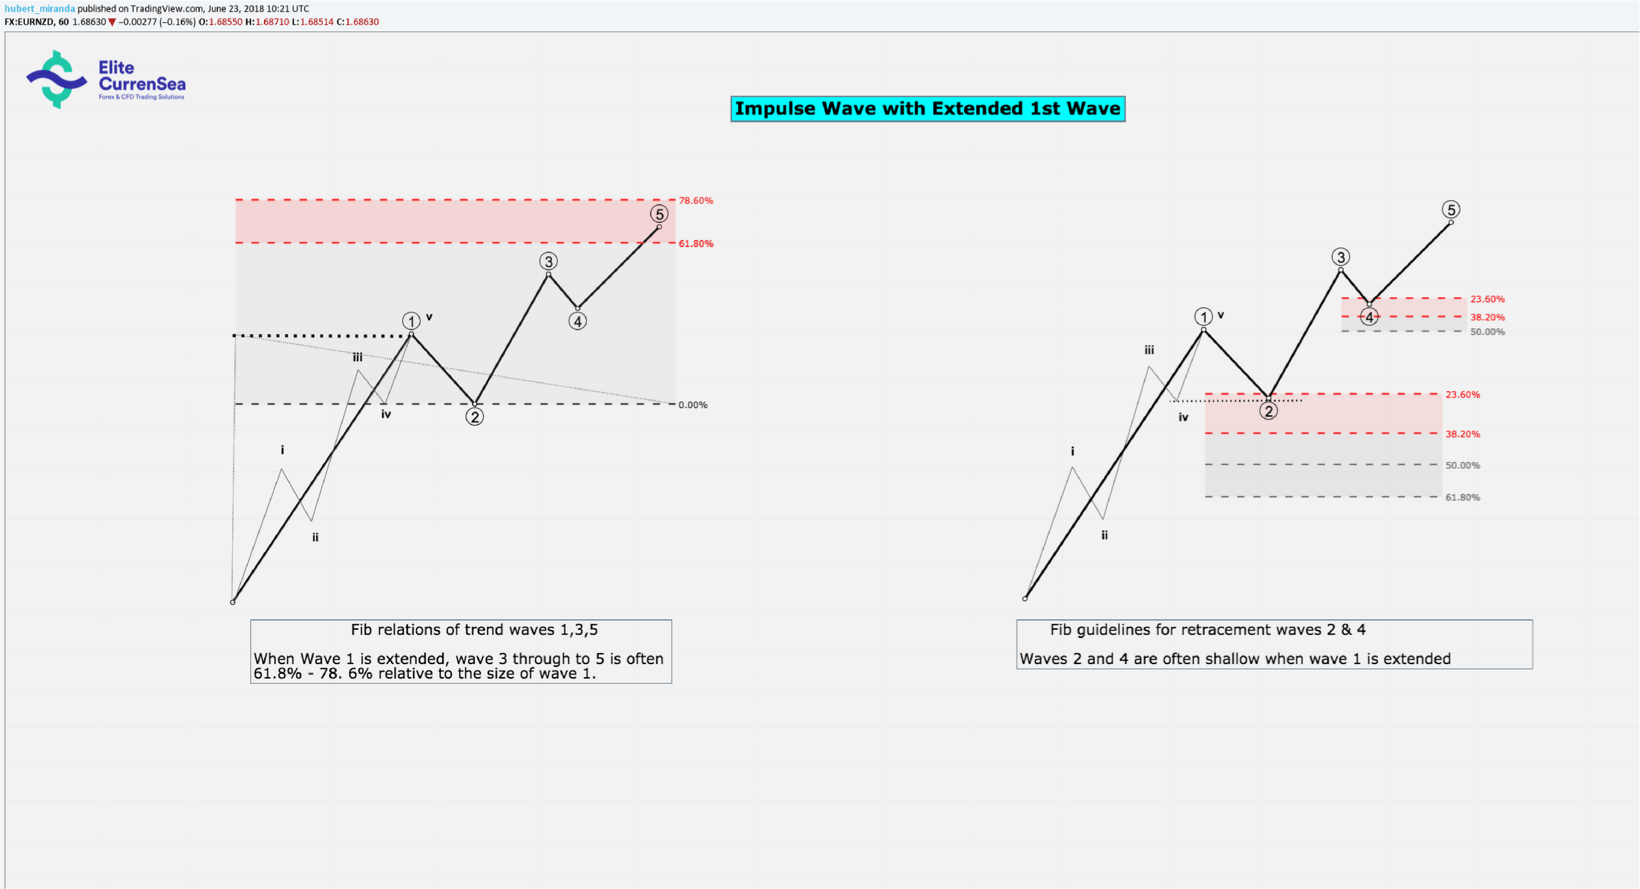 hubert_miranda published on TradingView.com, June 23, 2018 10:21 UTC
FX:EURNZD, 60 1.68630 ▼ −0.00277 (−0.16%) O:1.68550 H:1.68710 L:1.68514 C:1.68630
Elite
CurrenSea
Forex & CFD Trading Solutions
Impulse Wave with Extended 1st Wave
78.60%
5
61.80%
3
1 v
4
iii
0.00%
iv
2
i
ii
Fib relations of trend waves 1,3,5
When Wave 1 is extended, wave 3 through to 5 is often
61.8% - 78. 6% relative to the size of wave 1.
5
3
23.60%
1 v
4
38.20%
50.00%
iii
23.60%
iv
2
38.20%
i
50.00%
61.80%
ii
Fib guidelines for retracement waves 2 & 4
Waves 2 and 4 are often shallow when wave 1 is extended